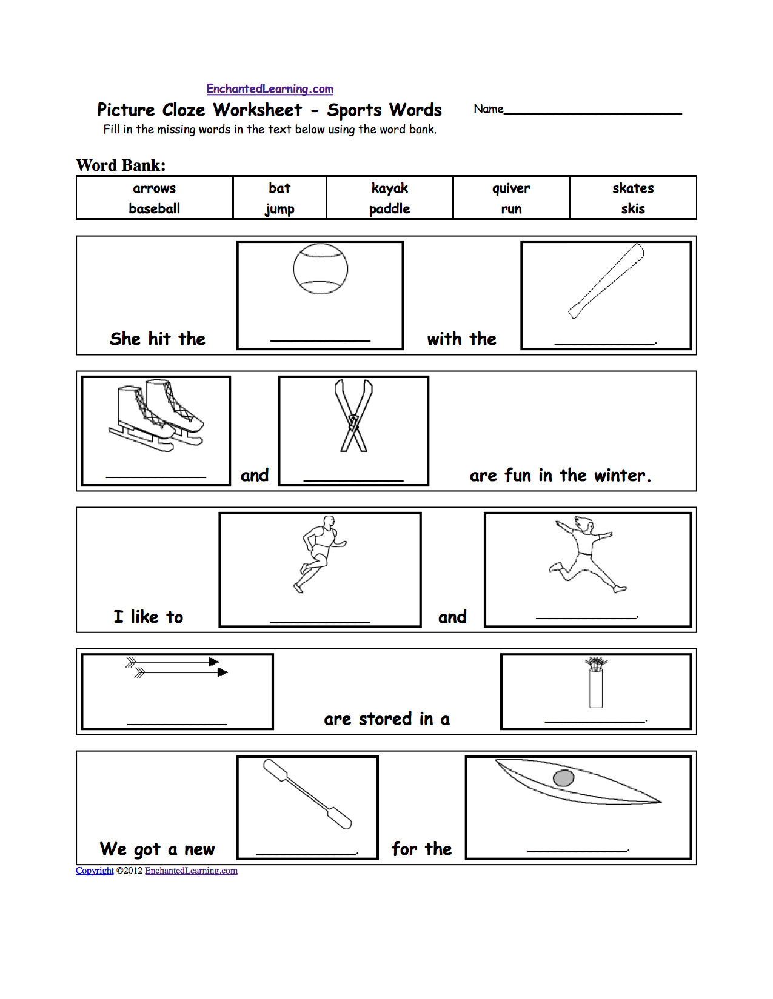 EnchantedLearning.com
Picture Cloze Worksheet - Sports Words Name____________________________
Fill in the missing words in the text below using the word bank.
Word Bank:
arrows bat kayak quiver skates
baseball jump paddle run skis
She hit the ____________ with the ____________.
____________ and ____________ are fun in the winter.
I like to ____________ and ____________.
____________ are stored in a ____________.
We got a new ____________. for the ____________.
Copyright ©2012 EnchantedLearning.com